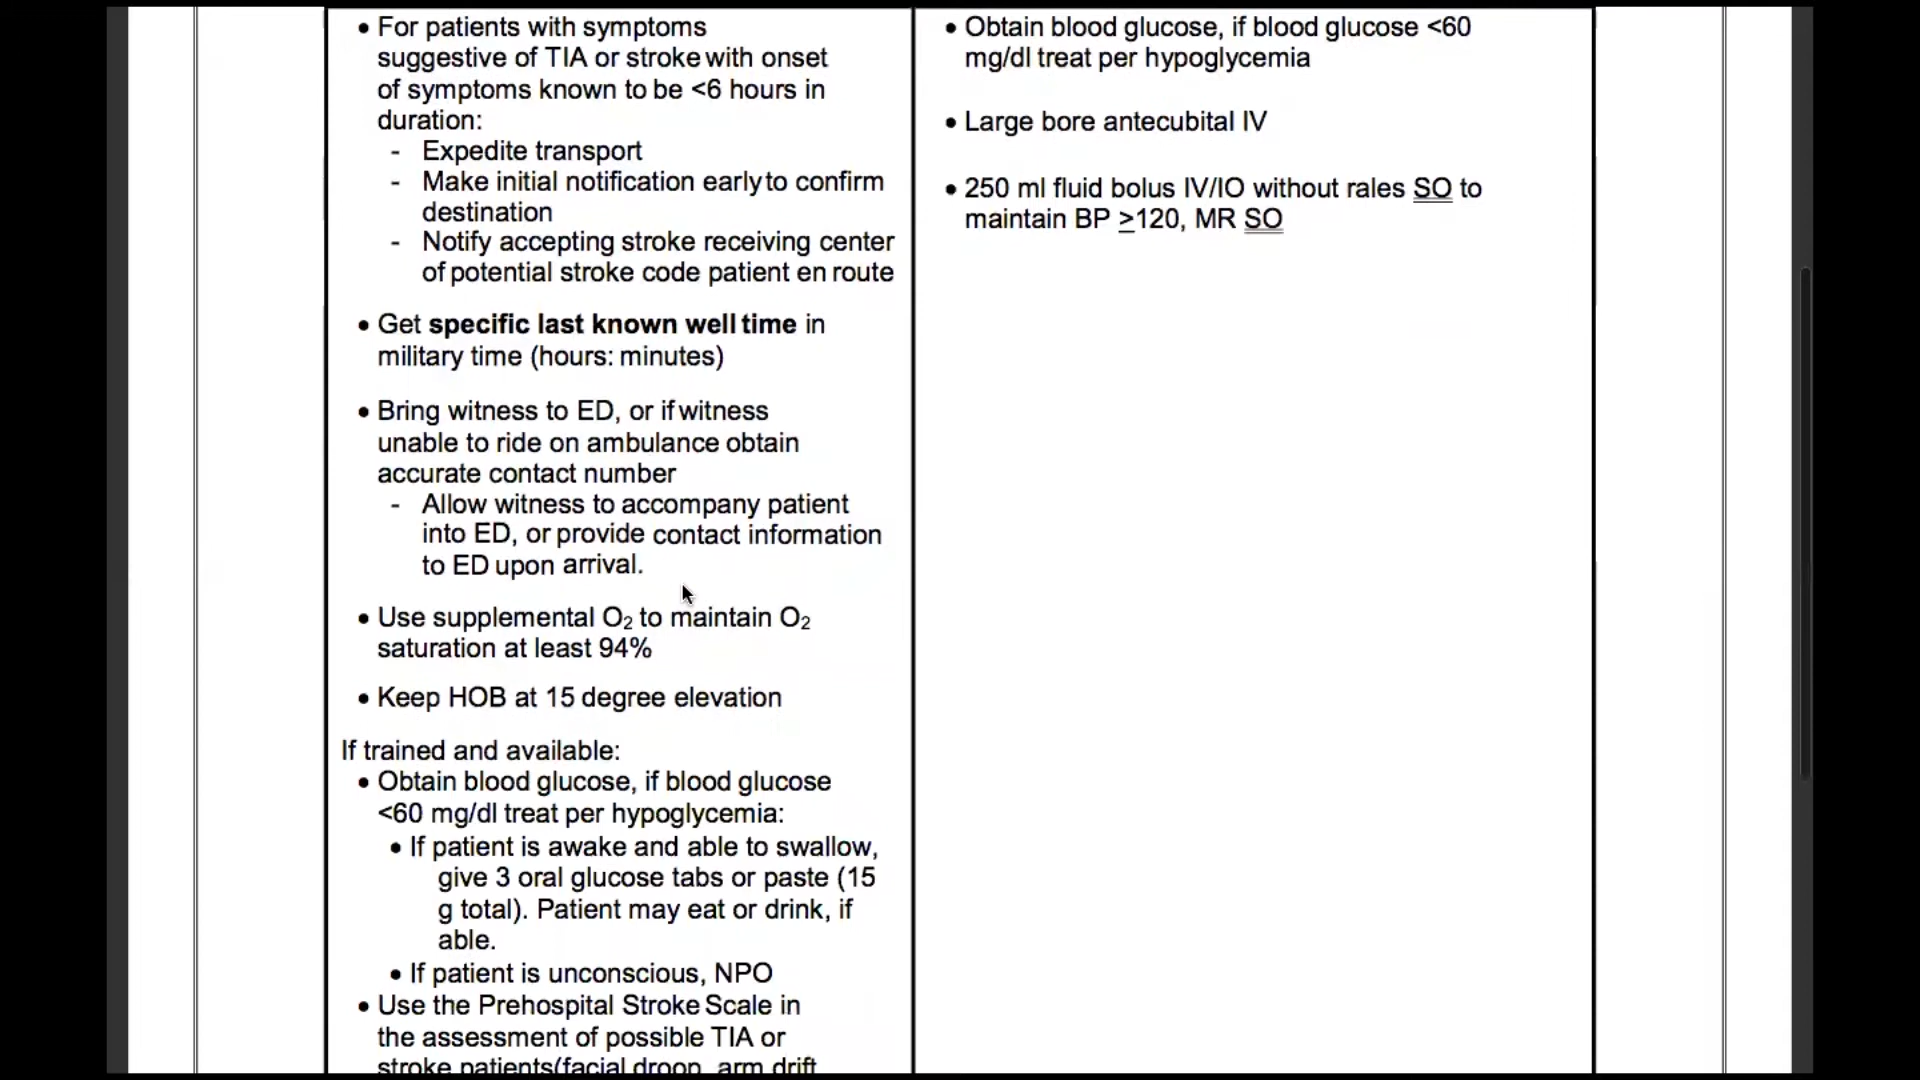 • For patients with symptoms
suggestive of TIA or stroke with onset
of symptoms known to be <6 hours in
duration:
- Expedite transport
- Make initial notification early to confirm
destination
- Notify accepting stroke receiving center
of potential stroke code patient en route
• Get specific last known well time in
military time (hours: minutes)
• Bring witness to ED, or if witness
unable to ride on ambulance obtain
accurate contact number
- Allow witness to accompany patient
into ED, or provide contact information
to ED upon arrival.
• Use supplemental O₂ to maintain O₂
saturation at least 94%
• Keep HOB at 15 degree elevation
If trained and available:
• Obtain blood glucose, if blood glucose
<60 mg/dl treat per hypoglycemia:
• If patient is awake and able to swallow,
give 3 oral glucose tabs or paste (15
g total). Patient may eat or drink, if
able.
• If patient is unconscious, NPO
• Use the Prehospital Stroke Scale in
the assessment of possible TIA or
stroke patients(facial droop, arm drift
• Obtain blood glucose, if blood glucose <60
mg/dl treat per hypoglycemia
• Large bore antecubital IV
• 250 ml fluid bolus IV/IO without rales SO to
maintain BP ≥120, MR SO